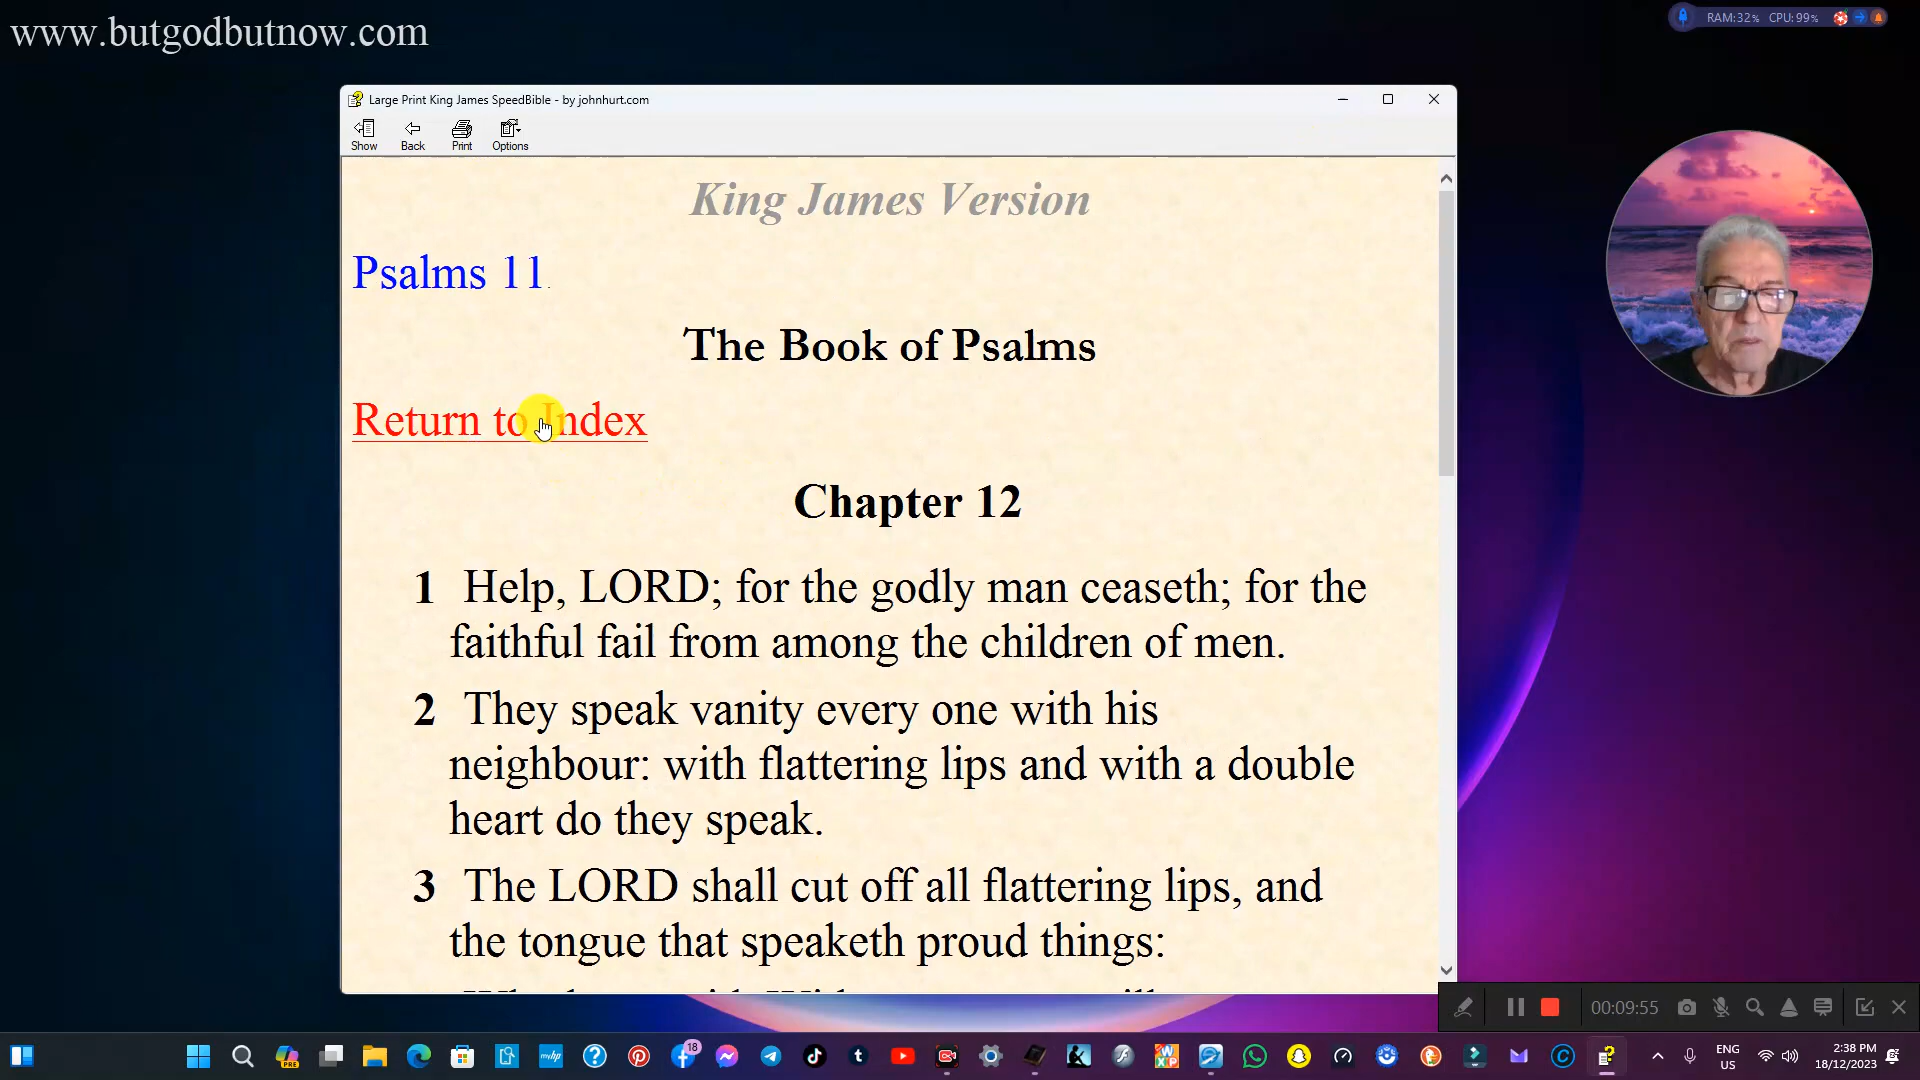 www.butgodbutnow.com
RAM:32% CPU:99%
Large Print King James SpeedBible - by johnhurt.com
Show Back Print Options
King James Version
Psalms 11.
The Book of Psalms
Return to Index
Chapter 12
1 Help, LORD; for the godly man ceaseth; for the
faithful fail from among the children of men.
2 They speak vanity every one with his
neighbour: with flattering lips and with a double
heart do they speak.
3 The LORD shall cut off all flattering lips, and
the tongue that speaketh proud things:
00:09:55
18
PRE
myhp
ENG
US
2:38 PM
18/12/2023